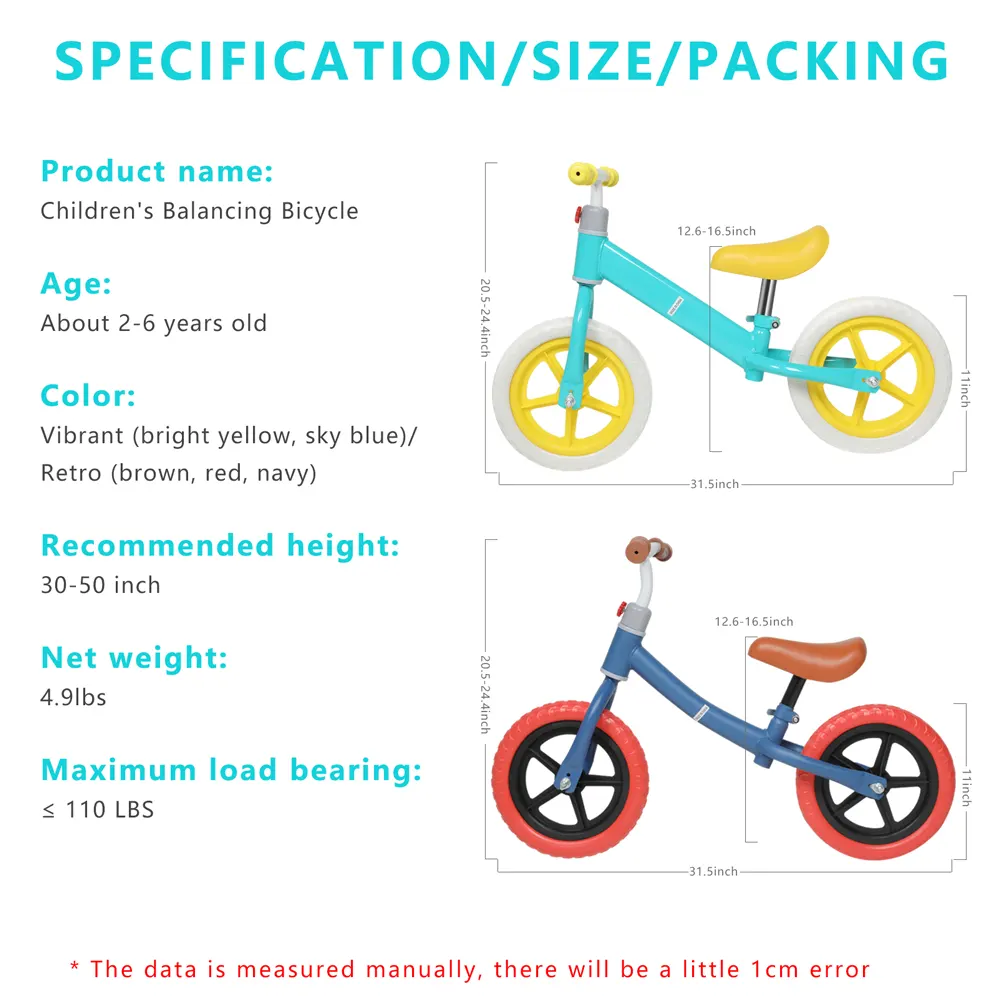 SPECIFICATION/SIZE/PACKING
Product name:
Children's Balancing Bicycle
Age:
About 2-6 years old
Color:
Vibrant (bright yellow, sky blue)/
Retro (brown, red, navy)
Recommended height:
30-50 inch
Net weight:
4.9lbs
Maximum load bearing:
≤ 110 LBS
12.6-16.5inch
20.5-24.4inch
11inch
31.5inch
12.6-16.5inch
20.5-24.4inch
11inch
31.5inch
* The data is measured manually, there will be a little 1cm error